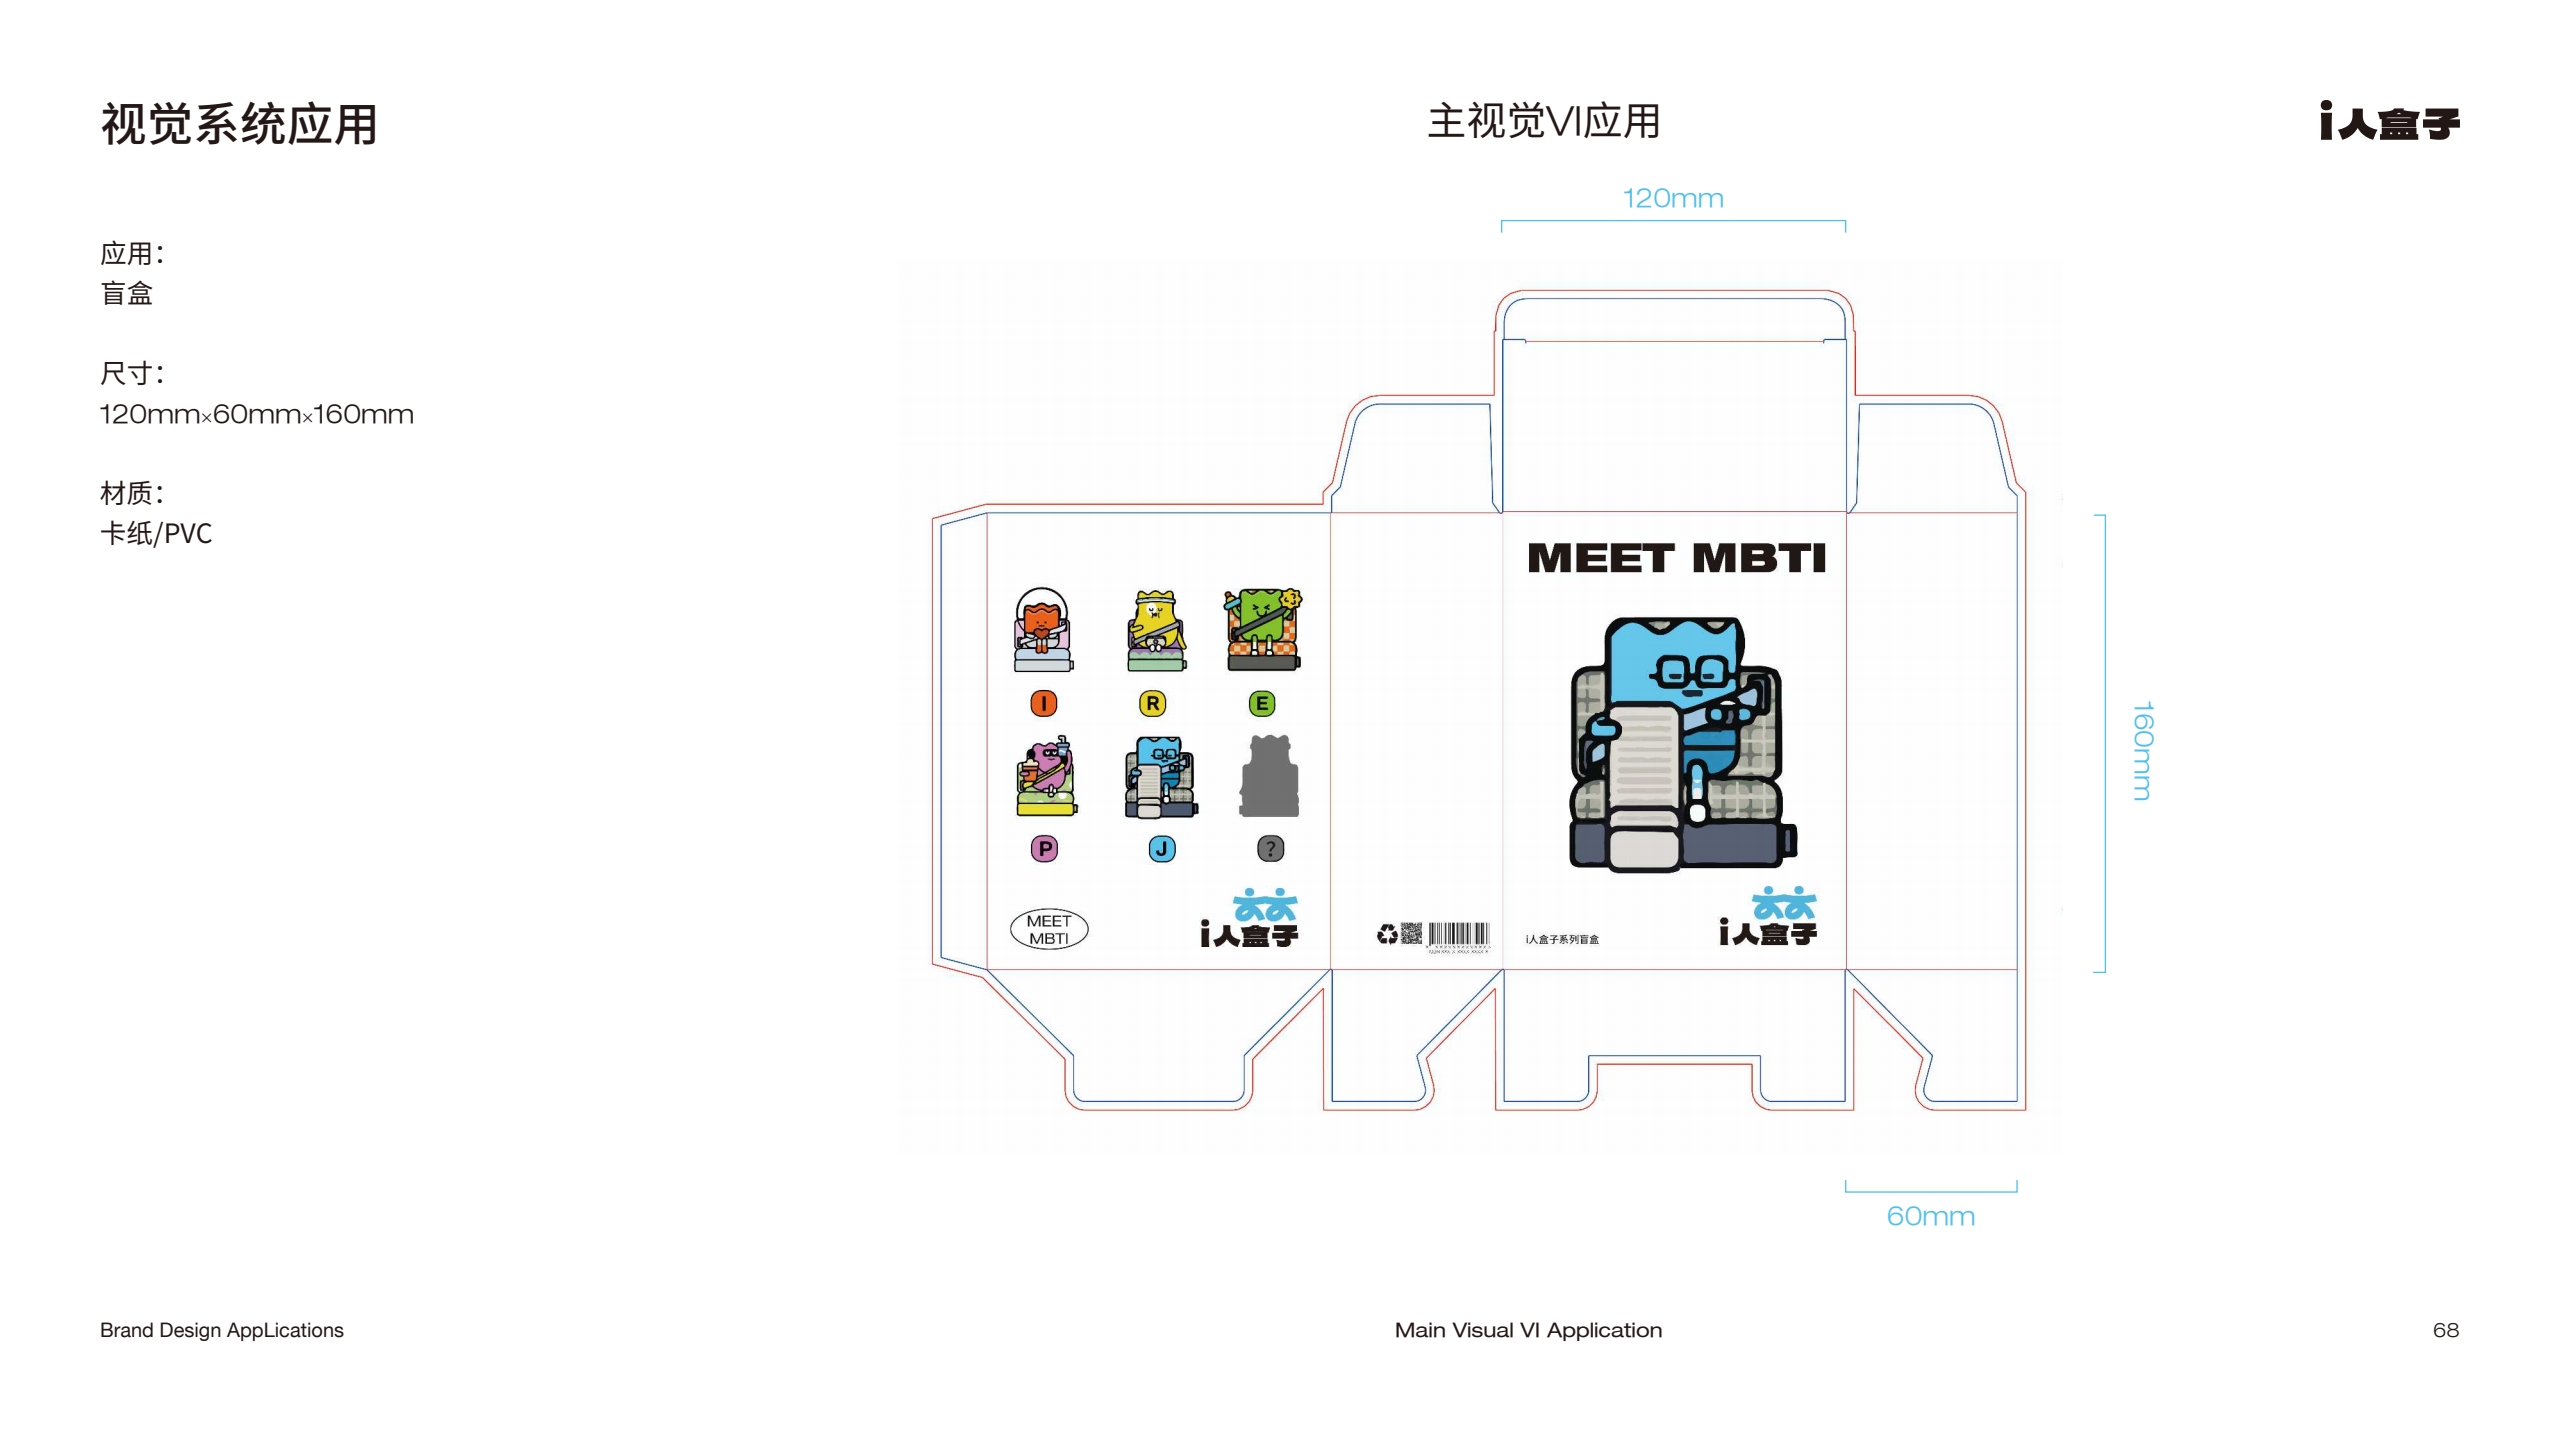 视觉系统应用
主视觉VI应用
i人盒子
应用：
盲盒
尺寸：
120mm×60mm×160mm
材质：
卡纸/PVC
120mm
MEET MBTI
I
R
E
P
J
?
MEET
MBTI
i人盒子
i人盒子系列盲盒
i人盒子
160mm
60mm
Brand Design AppLications
Main Visual VI Application
68